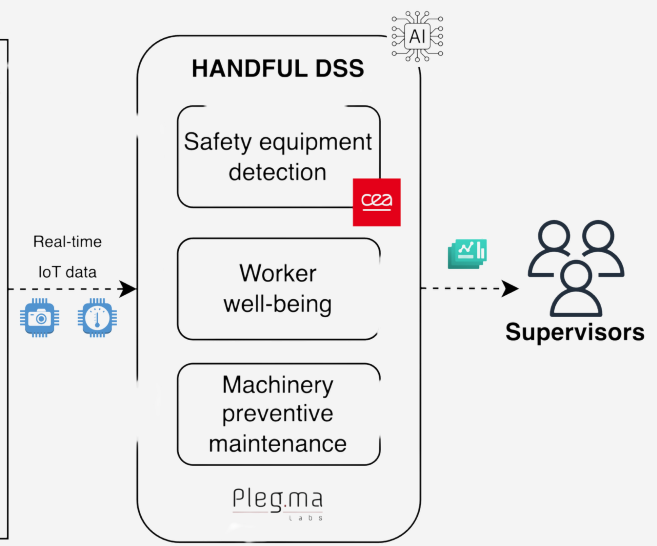 AI
HANDFUL DSS
Safety equipment
detection
cea
Real-time
IoT data
Worker
well-being
Supervisors
Machinery
preventive
maintenance
Pleg.ma
Labs